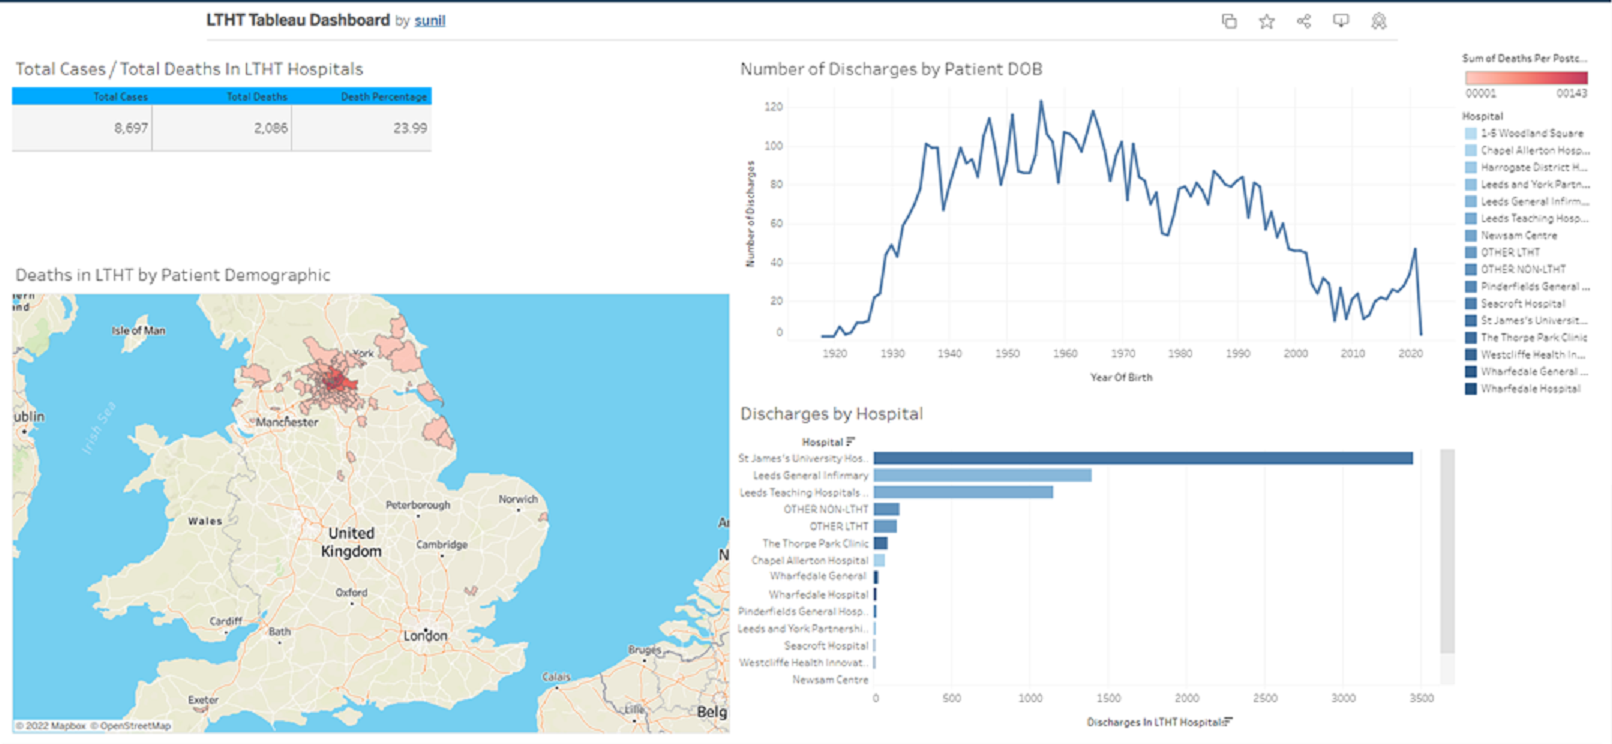 LTHT Tableau Dashboard by sunil
Total Cases / Total Deaths In LTHT Hospitals
Total Cases Total Deaths Death Percentage
8,697 2,086 23.99
Deaths in LTHT by Patient Demographic
Isle of Man
York
ublin
Irish Sea
Manchester
Wales
Peterborough
Norwich
United
Kingdom
Cambridge
Oxford
Cardiff
Bath
London
Bruges
Calais
Exeter
Lille
Belg
© 2022 Mapbox © OpenStreetMap
Number of Discharges by Patient DOB
Number of Discharges
120
100
80
60
40
20
0
1920 1930 1940 1950 1960 1970 1980 1990 2000 2010 2020
Year Of Birth
Discharges by Hospital
Hospital
St James's University Hos..
Leeds General Infirmary
Leeds Teaching Hospitals ..
OTHER NON-LTHT
OTHER LTHT
The Thorpe Park Clinic
Chapel Allerton Hospital
Wharfedale General
Wharfedale Hospital
Pinderfields General Hosp..
Leeds and York Partnershi..
Seacroft Hospital
Westcliffe Health Innovat..
Newsam Centre
0 500 1000 1500 2000 2500 3000 3500
Discharges In LTHT Hospitals
Sum of Deaths Per Postc...
00001 00143
Hospital
1-5 Woodland Square
Chapel Allerton Hosp...
Harrogate District H...
Leeds and York Partn...
Leeds General Infirm...
Leeds Teaching Hosp...
Newsam Centre
OTHER LTHT
OTHER NON-LTHT
Pinderfields General ...
Seacroft Hospital
St James's Universit...
The Thorpe Park Clinic
Westcliffe Health In...
Wharfedale General ...
Wharfedale Hospital